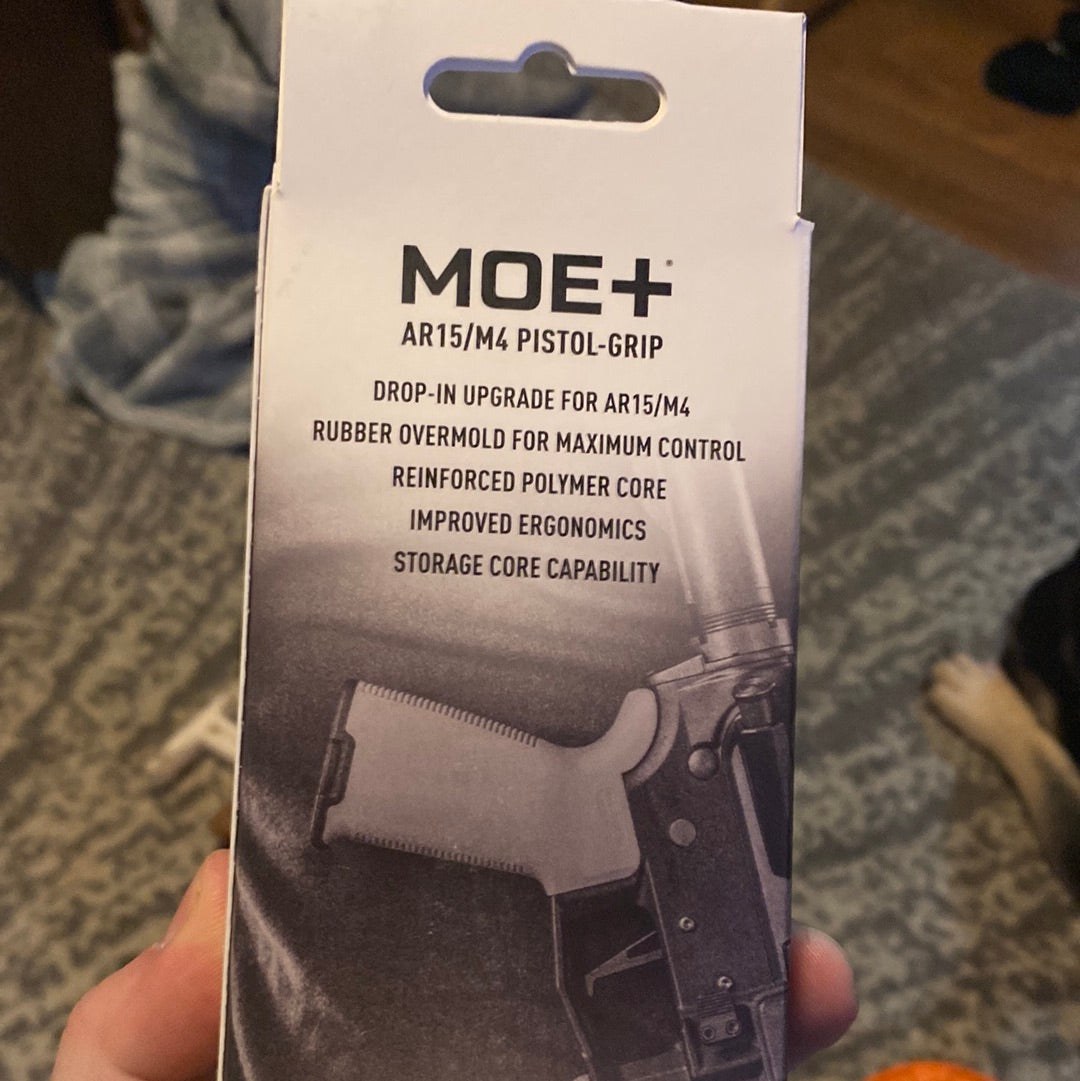 MOE+®
AR15/M4 PISTOL-GRIP
DROP-IN UPGRADE FOR AR15/M4
RUBBER OVERMOLD FOR MAXIMUM CONTROL
REINFORCED POLYMER CORE
IMPROVED ERGONOMICS
STORAGE CORE CAPABILITY